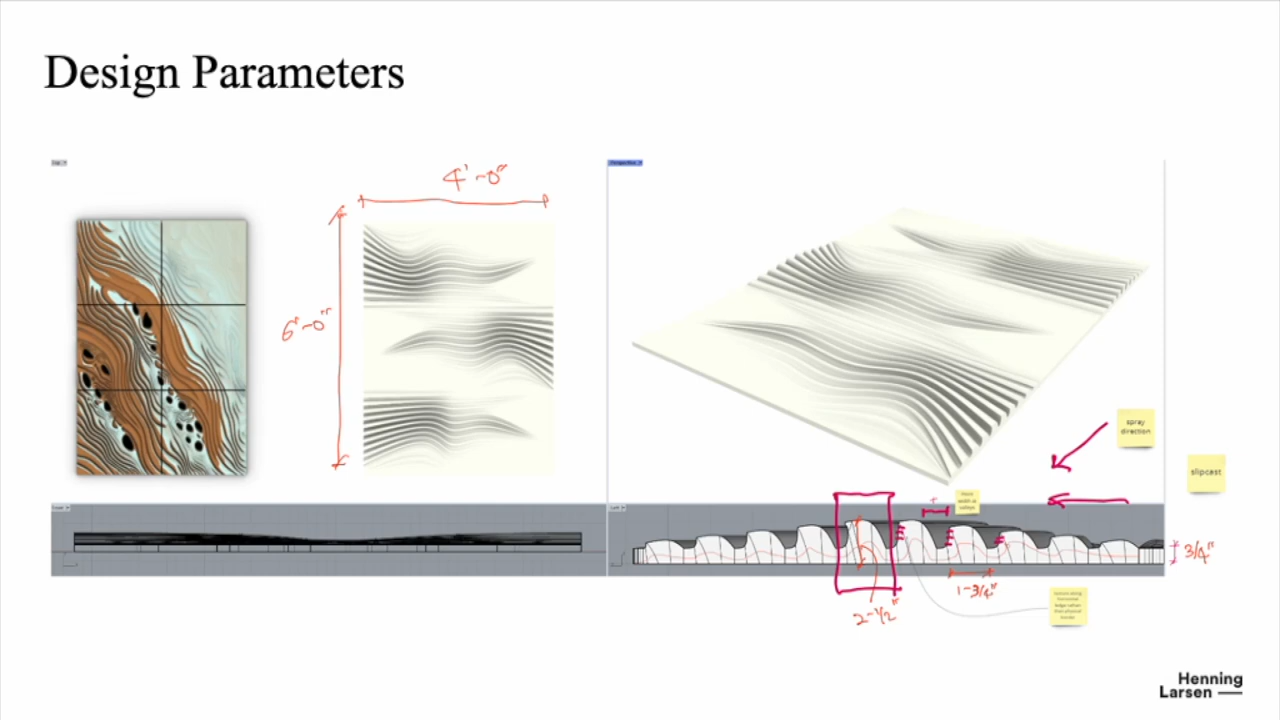 Design Parameters
Perspective
4'-0"
6'-0"
spray
direction
slipcast
3/4"
1-3/4"
2-1/2"
Henning
Larsen